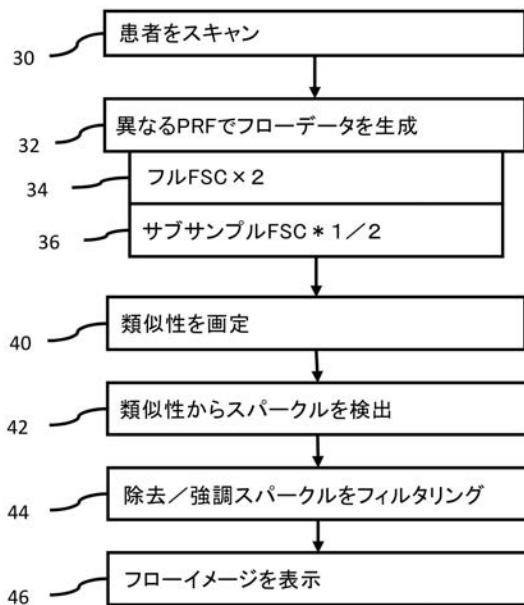 30 患者をスキャン
32 異なるPRFでフローデータを生成
34 フルFSC×2
36 サブサンプルFSC*1/2
40 類似性を画定
42 類似性からスパークルを検出
44 除去/強調スパークルをフィルタリング
46 フローイメージを表示